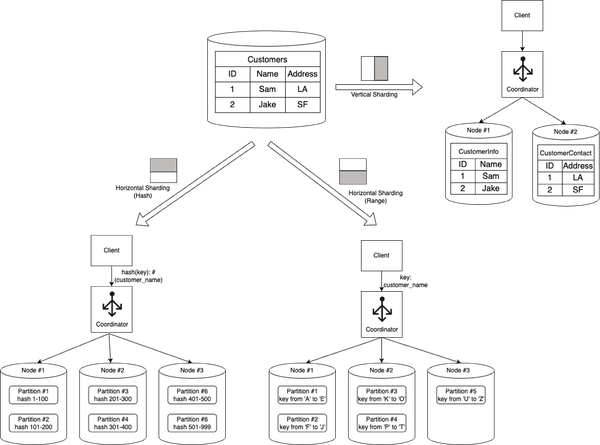 Client
Customers
ID Name Address
1 Sam LA
2 Jake SF
Vertical Sharding
Coordinator
Node #1
CustomerInfo
ID Name
1 Sam
2 Jake
Node #2
CustomerContact
ID Address
1 LA
2 SF
Horizontal Sharding
(Hash)
Horizontal Sharding
(Range)
Client
hash(key): #
(customer_name)
Coordinator
Node #1
Partition #1
hash 1-100
Partition #2
hash 101-200
Node #2
Partition #3
hash 201-300
Partition #4
hash 301-400
Node #3
Partition #6
hash 401-500
Partition #6
hash 501-999
Client
key:
customer_name
Coordinator
Node #1
Partition #1
key from 'A' to 'E'
Partition #2
key from 'F' to 'J'
Node #2
Partition #3
key from 'K' to 'O'
Partition #4
key from 'P' to 'T'
Node #3
Partition #5
key from 'U' to 'Z'